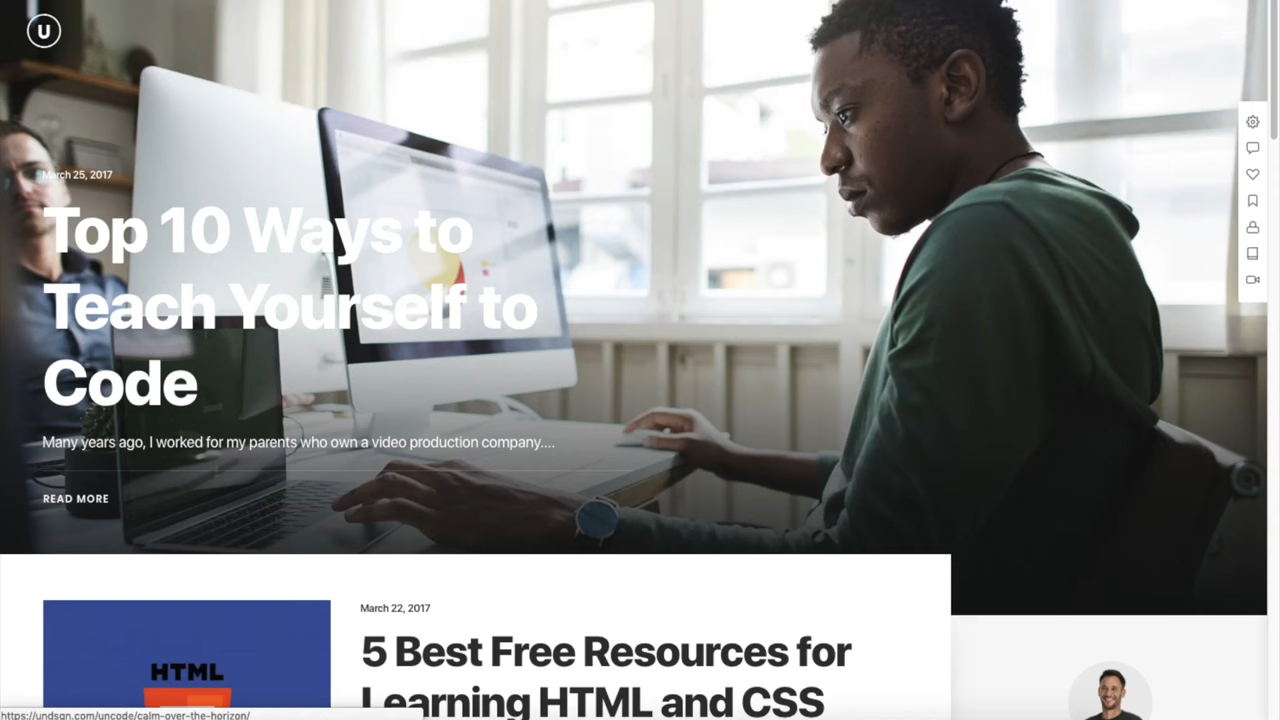 U
March 25, 2017
Top 10 Ways to
Teach Yourself to
Code
Many years ago, I worked for my parents who own a video production company....
READ MORE
March 22, 2017
5 Best Free Resources for
Learning HTML and CSS
HTML
https://undsgn.com/uncode/calm-over-the-horizon/